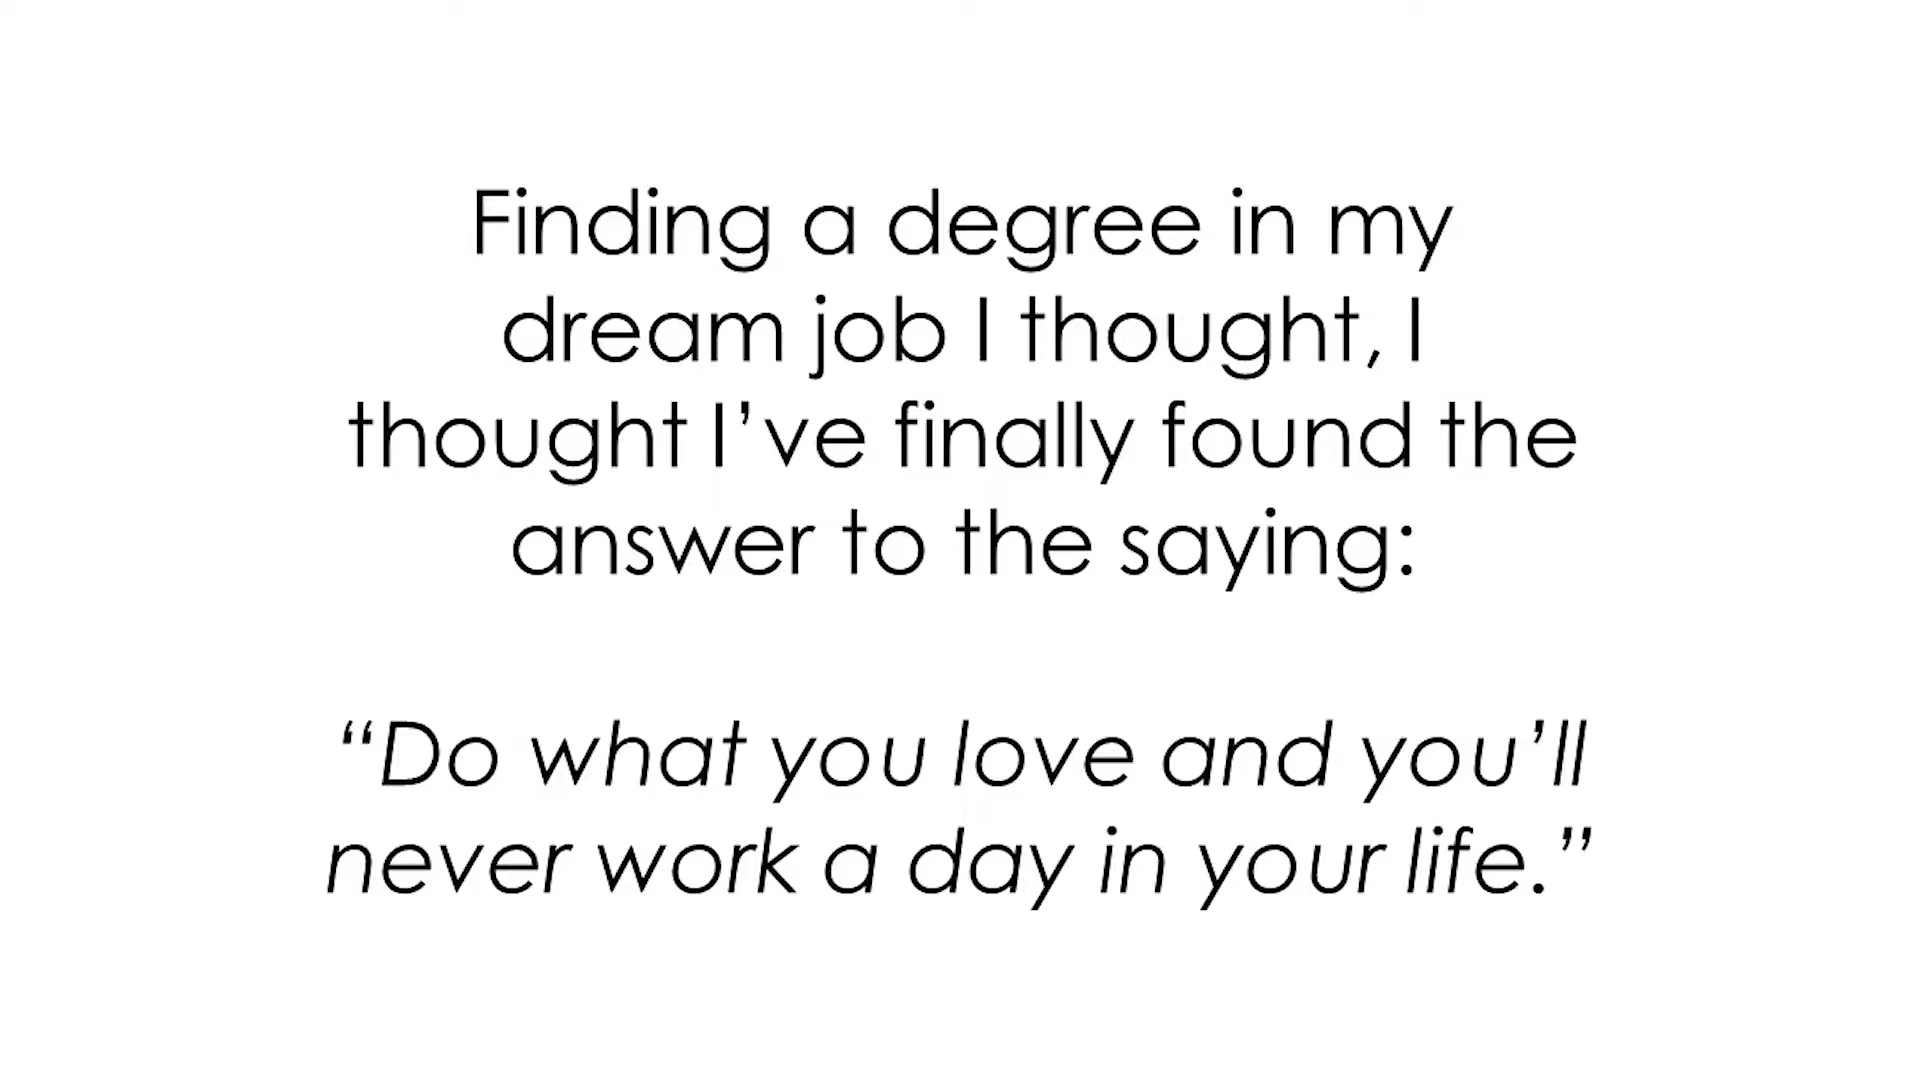 Finding a degree in my
dream job I thought, I
thought I’ve finally found the
answer to the saying:
“Do what you love and you’ll
never work a day in your life.”